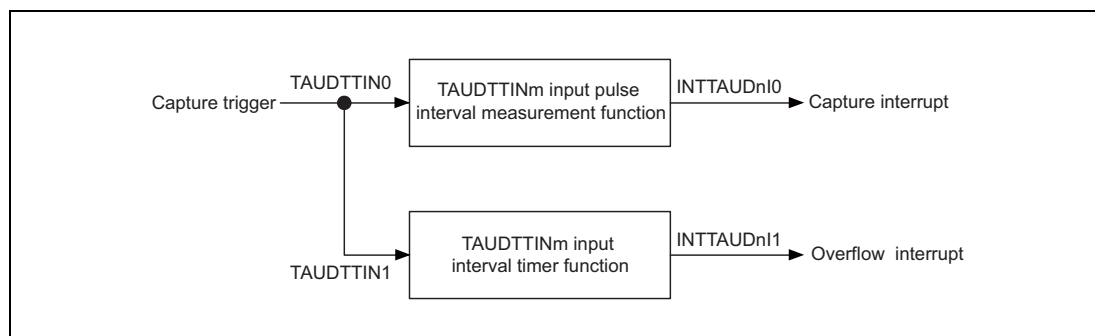 TAUDTTIN0
Capture trigger
TAUDTTINm input pulse
interval measurement function
INTTAUDnI0
Capture interrupt
TAUDTTIN1
TAUDTTINm input
interval timer function
INTTAUDnI1
Overflow interrupt